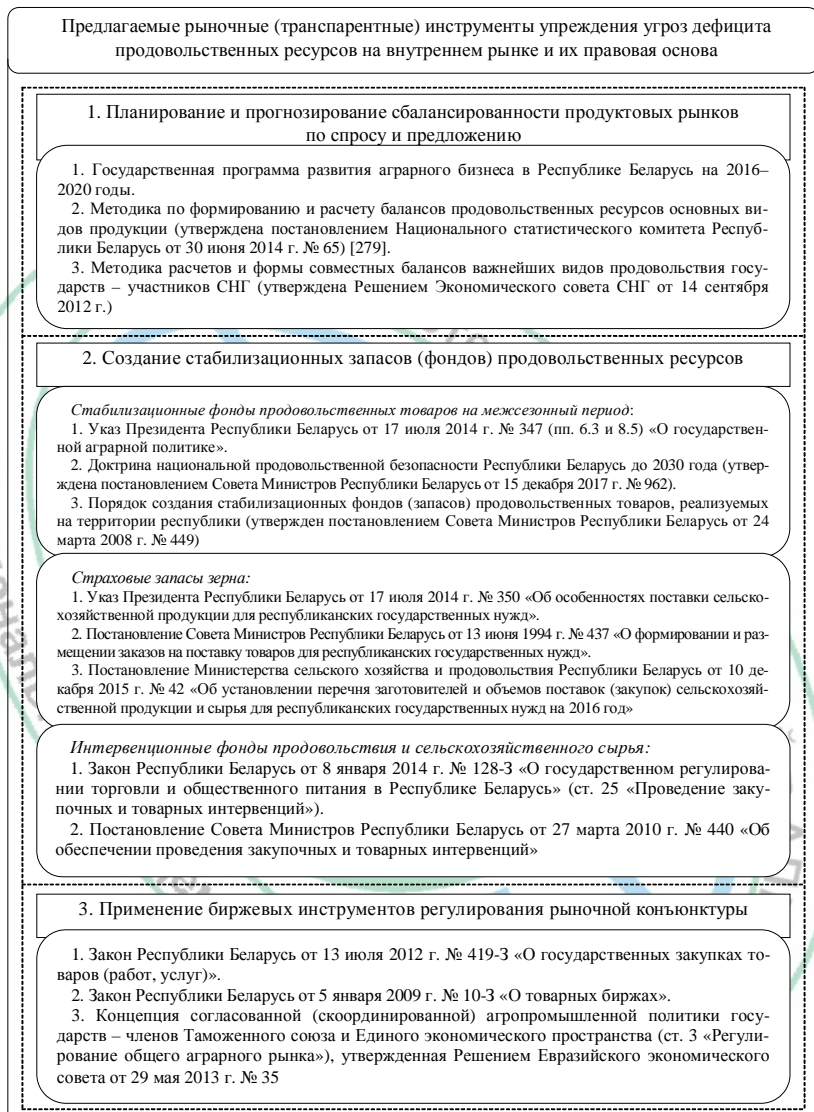 Предлагаемые рыночные (транспарентные) инструменты упреждения угроз дефицита
продовольственных ресурсов на внутреннем рынке и их правовая основа
1. Планирование и прогнозирование сбалансированности продуктовых рынков
по спросу и предложению
1. Государственная программа развития аграрного бизнеса в Республике Беларусь на 2016–
2020 годы.
2. Методика по формированию и расчету балансов продовольственных ресурсов основных ви-
дов продукции (утверждена постановлением Национального статистического комитета Респуб-
лики Беларусь от 30 июня 2014 г. № 65) [279].
3. Методика расчетов и формы совместных балансов важнейших видов продовольствия госу-
дарств – участников СНГ (утверждена Решением Экономического совета СНГ от 14 сентября
2012 г.)
2. Создание стабилизационных запасов (фондов) продовольственных ресурсов
Стабилизационные фонды продовольственных товаров на межсезонный период:
1. Указ Президента Республики Беларусь от 17 июля 2014 г. № 347 (пп. 6.3 и 8.5) «О государствен-
ной аграрной политике».
2. Доктрина национальной продовольственной безопасности Республики Беларусь до 2030 года (утвер-
ждена постановлением Совета Министров Республики Беларусь от 15 декабря 2017 г. № 962).
3. Порядок создания стабилизационных фондов (запасов) продовольственных товаров, реализуемых
на территории республики (утвержден постановлением Совета Министров Республики Беларусь от 24
марта 2008 г. № 449)
Страховые запасы зерна:
1. Указ Президента Республики Беларусь от 17 июля 2014 г. № 350 «Об особенностях поставки сельско-
хозяйственной продукции для республиканских государственных нужд».
2. Постановление Совета Министров Республики Беларусь от 13 июня 1994 г. № 437 «О формировании и раз-
мещении заказов на поставку товаров для республиканских государственных нужд».
3. Постановление Министерства сельского хозяйства и продовольствия Республики Беларусь от 10 де-
кабря 2015 г. № 42 «Об установлении перечня заготовителей и объемов поставок (закупок) сельскохозяй-
ственной продукции и сырья для республиканских государственных нужд на 2016 год»
Интервенционные фонды продовольствия и сельскохозяйственного сырья:
1. Закон Республики Беларусь от 8 января 2014 г. № 128-З «О государственном регулирова-
нии торговли и общественного питания в Республике Беларусь» (ст. 25 «Проведение заку-
почных и товарных интервенций»).
2. Постановление Совета Министров Республики Беларусь от 27 марта 2010 г. № 440 «Об
обеспечении проведения закупочных и товарных интервенций»
3. Применение биржевых инструментов регулирования рыночной конъюнктуры
1. Закон Республики Беларусь от 13 июля 2012 г. № 419-З «О государственных закупках то-
варов (работ, услуг)».
2. Закон Республики Беларусь от 5 января 2009 г. № 10-З «О товарных биржах».
3. Концепция согласованной (скоординированной) агропромышленной политики госу-
дарств – членов Таможенного союза и Единого экономического пространства (ст. 3 «Регули-
рование общего аграрного рынка»), утвержденная Решением Евразийского экономического
совета от 29 мая 2013 г. № 35